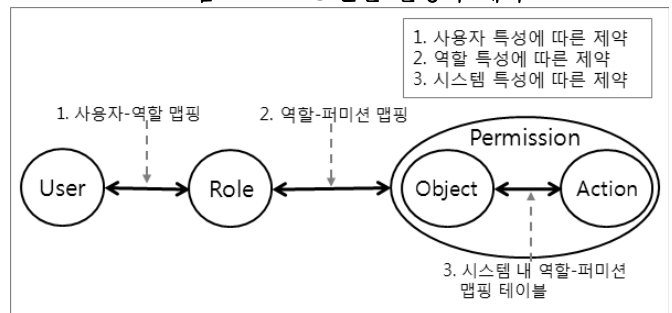 1. 사용자 특성에 따른 제약
2. 역할 특성에 따른 제약
3. 시스템 특성에 따른 제약
1. 사용자-역할 맵핑
2. 역할-퍼미션 맵핑
Permission
User
Role
Object
Action
3. 시스템 내 역할-퍼미션
맵핑 테이블